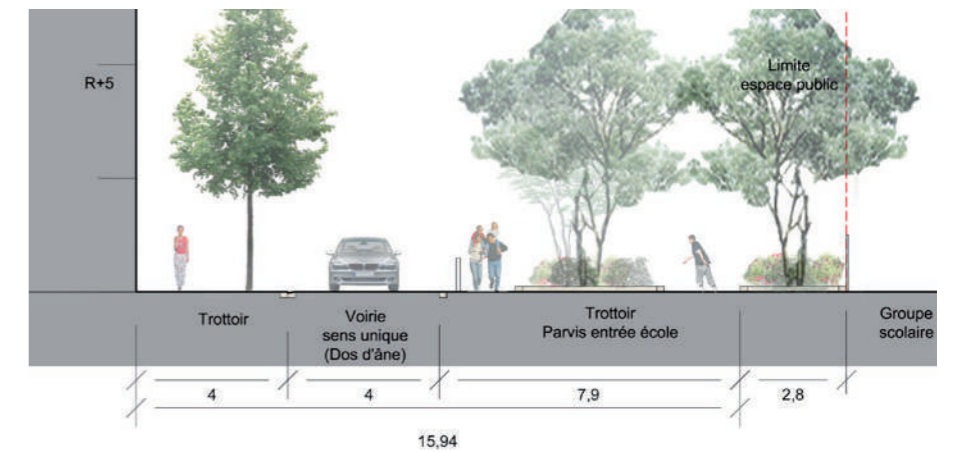 R+5
Limite
espace public
Trottoir
Voirie
sens unique
(Dos d'âne)
Trottoir
Parvis entrée école
Groupe
scolaire
4
4
7,9
2,8
15,94